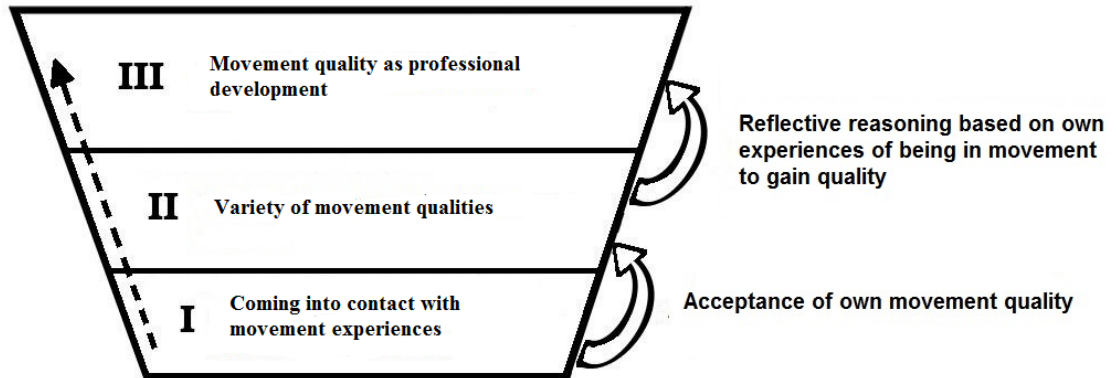 III
Movement quality as professional
development
Reflective reasoning based on own
experiences of being in movement
to gain quality
II
Variety of movement qualities
I
Coming into contact with
movement experiences
Acceptance of own movement quality